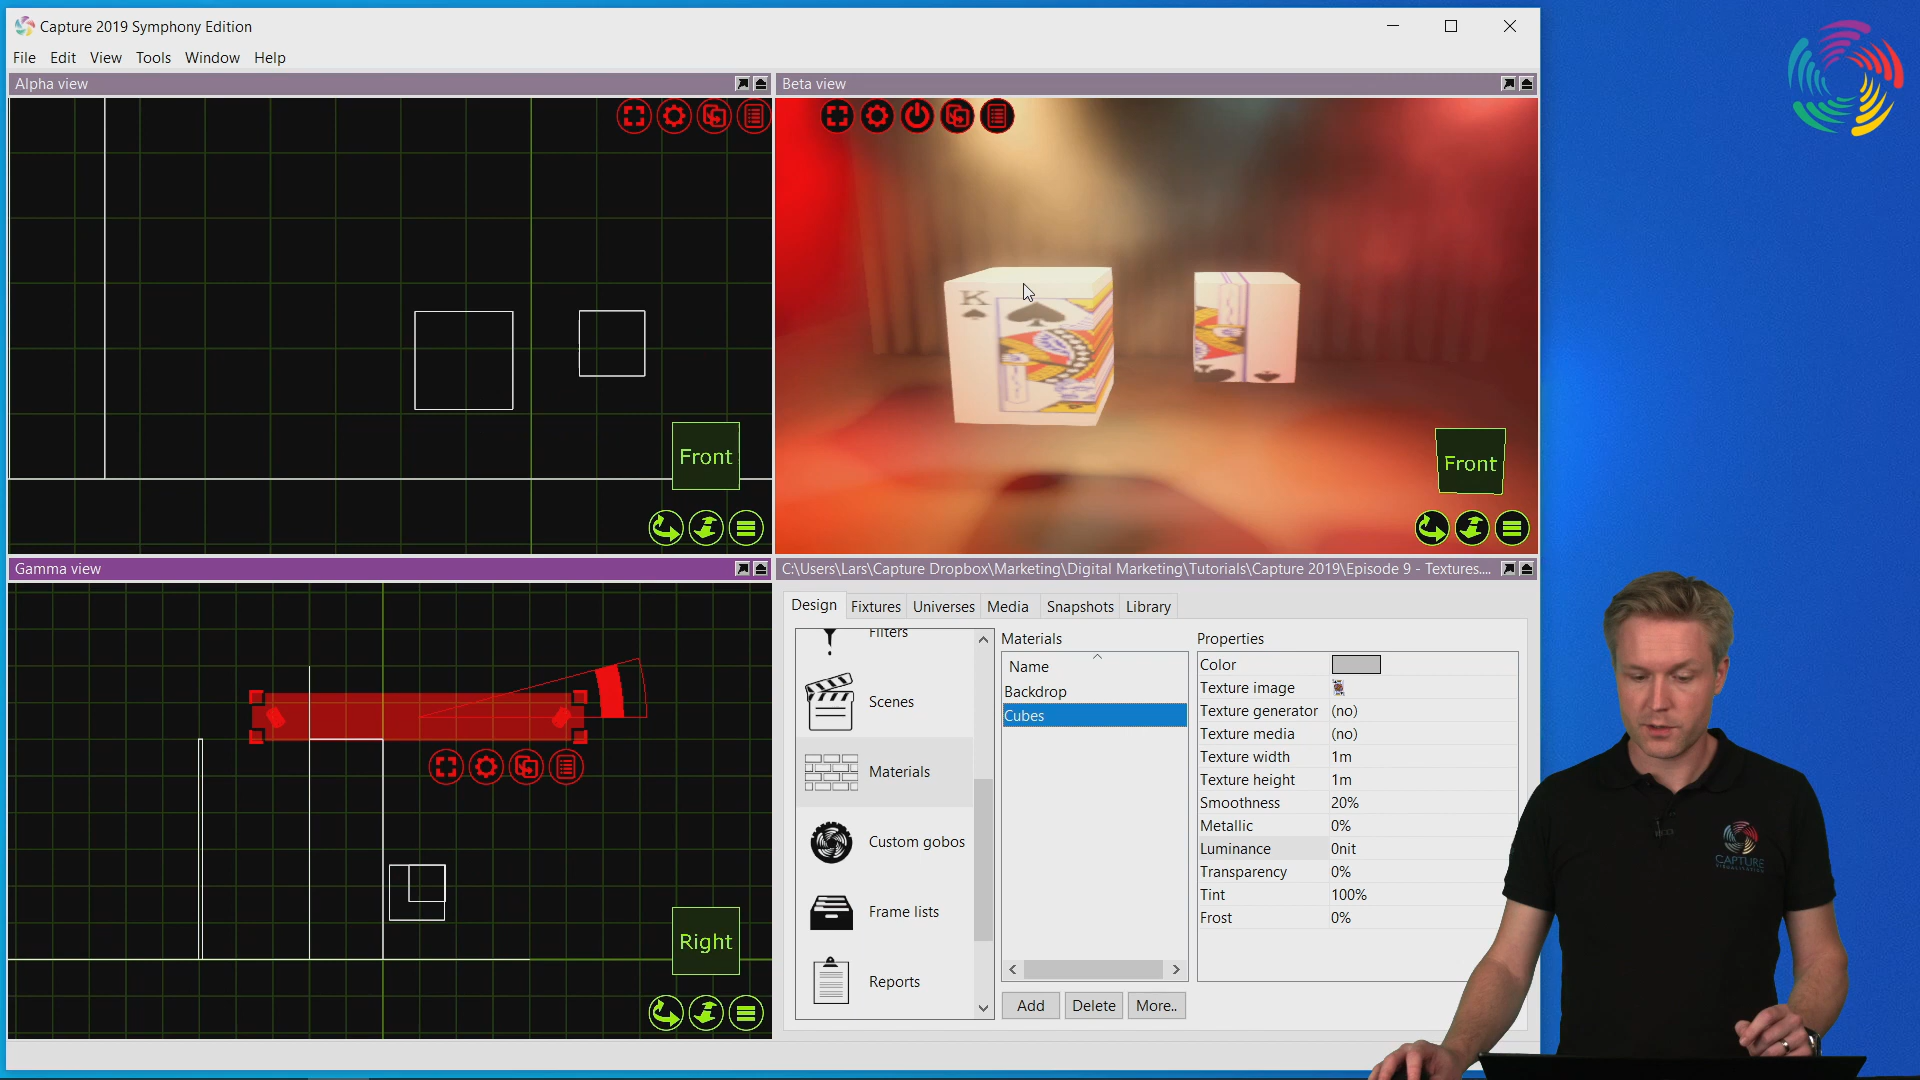 Capture 2019 Symphony Edition
File Edit View Tools Window Help
Alpha view
Beta view
K
Front
Front
Gamma view
C:\Users\Lars\Capture Dropbox\Marketing\Digital Marketing\Tutorials\Capture 2019\Episode 9 - Textures....
Design Fixtures Universes Media Snapshots Library
Filters
Scenes
Materials
Custom gobos
Frame lists
Reports
Materials
Name
Backdrop
Cubes
Add Delete More..
Properties
Color
Texture image
Texture generator (no)
Texture media (no)
Texture width 1m
Texture height 1m
Smoothness 20%
Metallic 0%
Luminance 0nit
Transparency 0%
Tint 100%
Frost 0%
Right
CAPTURE